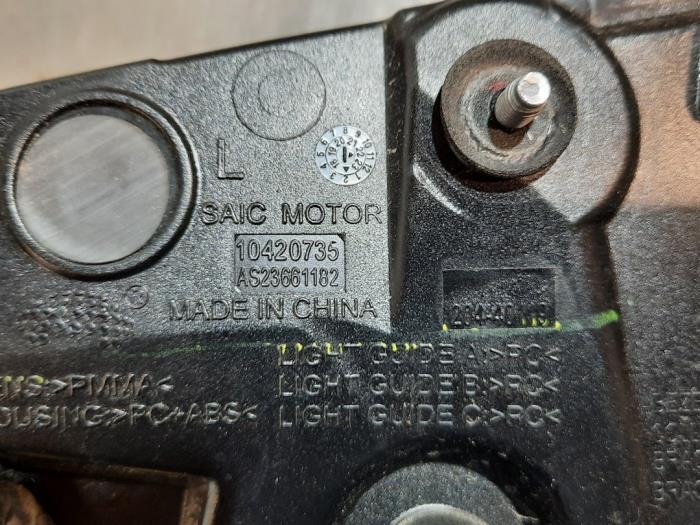 L
SAIC MOTOR
10420735
AS23661182
MADE IN CHINA
LIGHT GUIDE A:>PC<
LIGHT GUIDE B:>PC<
>PMMA<
LIGHT GUIDE C:>PC<
>PC+ABS<